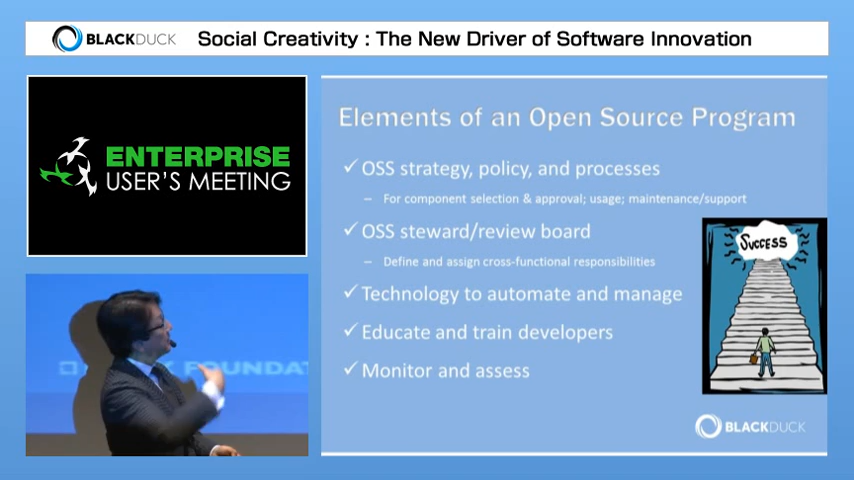 BLACKDUCK Social Creativity : The New Driver of Software Innovation
ENTERPRISE
USER'S MEETING
FOUNDAT
Elements of an Open Source Program
✓ OSS strategy, policy, and processes
– For component selection & approval; usage; maintenance/support
✓ OSS steward/review board
– Define and assign cross-functional responsibilities
✓ Technology to automate and manage
✓ Educate and train developers
✓ Monitor and assess
SUCCESS
BLACKDUCK